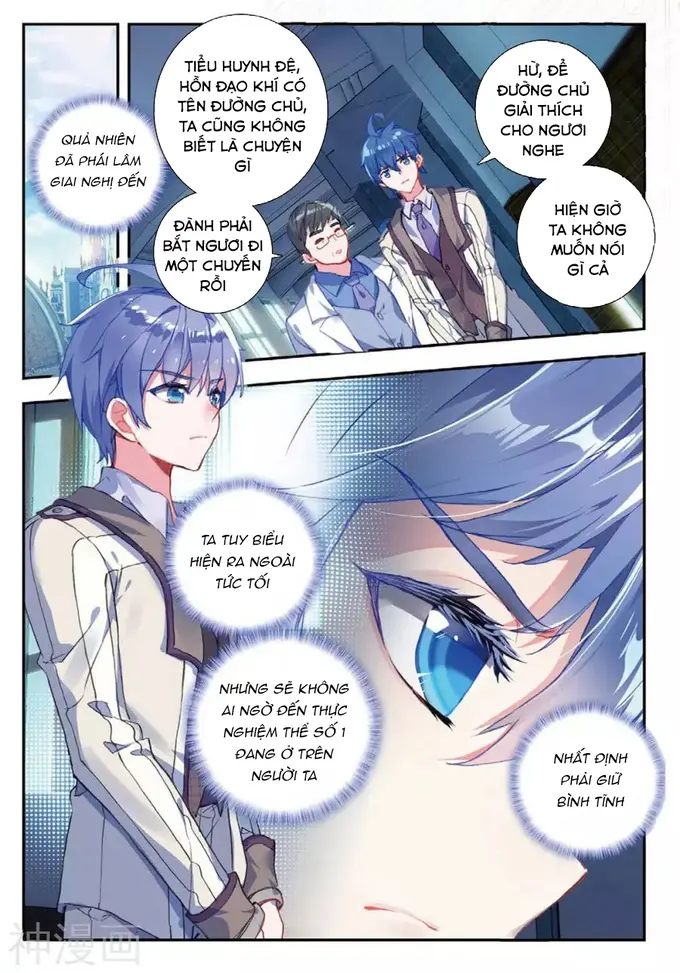 QUẢ NHIÊN
ĐÃ PHÁI LÂM
GIAI NGHỊ ĐẾN
TIỂU HUYNH ĐỆ,
HỒN ĐẠO KHÍ CÓ
TÊN ĐƯỜNG CHỦ,
TA CŨNG KHÔNG
BIẾT LÀ CHUYỆN
GÌ
ĐÀNH PHẢI
BẮT NGƯƠI ĐI
MỘT CHUYẾN
RỒI
HỪ, ĐỂ
ĐƯỜNG CHỦ
GIẢI THÍCH
CHO NGƯƠI
NGHE
HIỆN GIỜ
TA KHÔNG
MUỐN NÓI
GÌ CẢ
TA TUY BIỂU
HIỆN RA NGOÀI
TỨC TỐI
NHƯNG SẼ KHÔNG
AI NGỜ ĐẾN THỰC
NGHIỆM THỂ SỐ 1
ĐANG Ở TRÊN
NGƯỜI TA
NHẤT ĐỊNH
PHẢI GIỮ
BÌNH TĨNH
神漫画